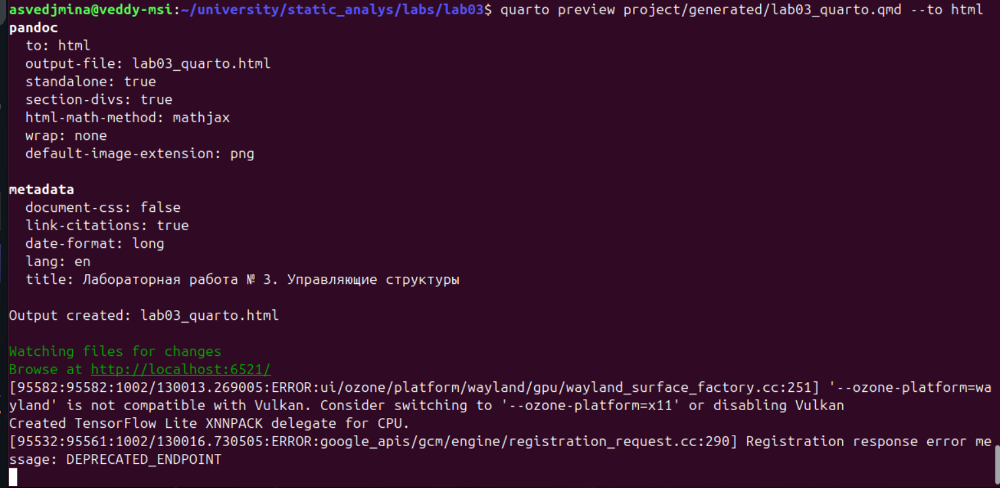 asvedjmina@veddy-msi:~/university/static_analys/labs/lab03$ quarto preview project/generated/lab03_quarto.qmd --to html
pandoc
  to: html
  output-file: lab03_quarto.html
  standalone: true
  section-divs: true
  html-math-method: mathjax
  wrap: none
  default-image-extension: png

metadata
  document-css: false
  link-citations: true
  date-format: long
  lang: en
  title: Лабораторная работа № 3. Управляющие структуры

Output created: lab03_quarto.html

Watching files for changes
Browse at http://localhost:6521/
[95582:95582:1002/130013.269005:ERROR:ui/ozone/platform/wayland/gpu/wayland_surface_factory.cc:251] '--ozone-platform=wa
yland' is not compatible with Vulkan. Consider switching to '--ozone-platform=x11' or disabling Vulkan
Created TensorFlow Lite XNNPACK delegate for CPU.
[95532:95561:1002/130016.730505:ERROR:google_apis/gcm/engine/registration_request.cc:290] Registration response error me
ssage: DEPRECATED_ENDPOINT